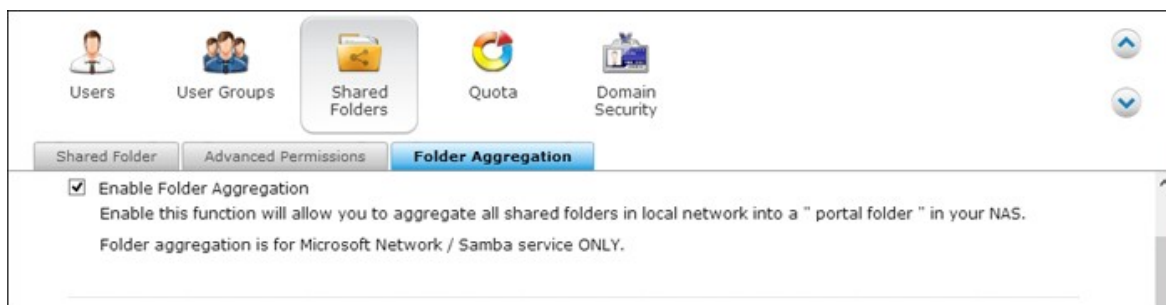 Users
User Groups
Shared
Folders
Quota
Domain
Security
Shared Folder
Advanced Permissions
Folder Aggregation
Enable Folder Aggregation
Enable this function will allow you to aggregate all shared folders in local network into a " portal folder " in your NAS.
Folder aggregation is for Microsoft Network / Samba service ONLY.